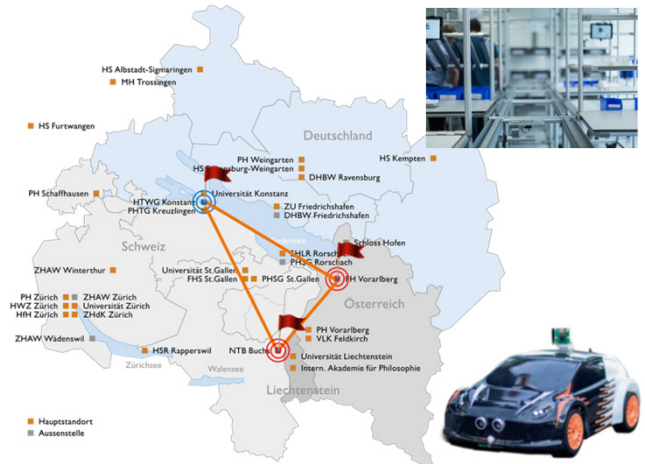 HS Albstadt-Sigmaringen
MH Trossingen
HS Furtwangen
Deutschland
PH Weingarten
HS Kempten
HS Ravensburg-Weingarten
DHBW Ravensburg
PH Schaffhausen
Universität Konstanz
HTWG Konstanz
PHTG Kreuzlingen
ZU Friedrichshafen
DHBW Friedrichshafen
Schweiz
Schloss Hofen
SHLR Rorschach
PHSG Rorschach
ZHAW Winterthur
Universität St.Gallen
FHS St.Gallen
PHSG St.Gallen
FH Vorarlberg
PH Zürich
ZHAW Zürich
HWZ Zürich
Universität Zürich
HfH Zürich
ZHdK Zürich
Österreich
PH Vorarlberg
VLK Feldkirch
ZHAW Wädenswil
HSR Rapperswil
NTB Buchs
Universität Liechtenstein
Zürichsee
Walensee
Intern. Akademie für Philosophie
Liechtenstein
Hauptstandort
Aussenstelle